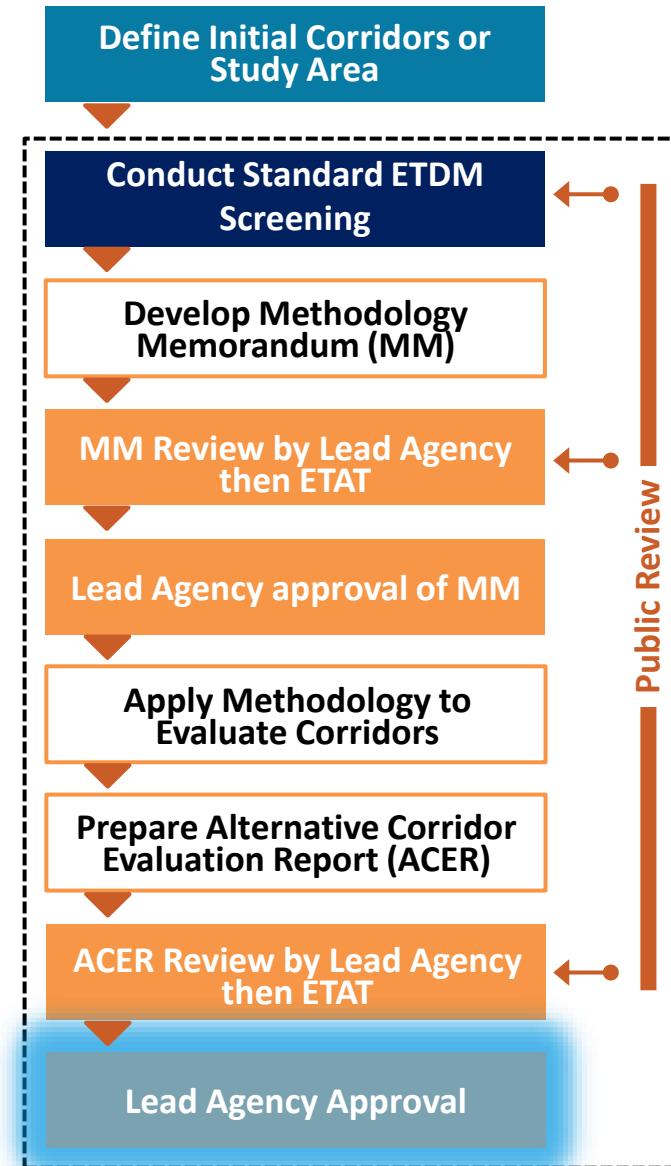 Define Initial Corridors or
Study Area
Conduct Standard ETDM
Screening
Develop Methodology
Memorandum (MM)
MM Review by Lead Agency
then ETAT
Lead Agency approval of MM
Apply Methodology to
Evaluate Corridors
Prepare Alternative Corridor
Evaluation Report (ACER)
ACER Review by Lead Agency
then ETAT
Lead Agency Approval
Public Review